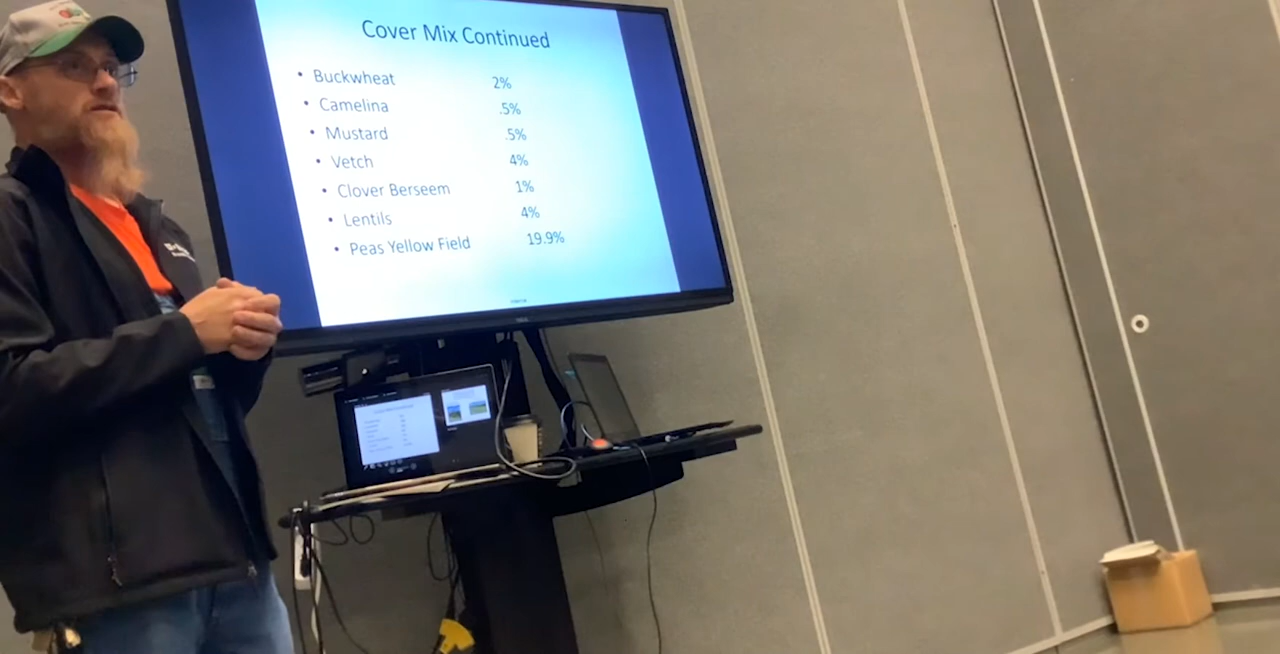 Cover Mix Continued
• Buckwheat 2%
• Camelina .5%
• Mustard .5%
• Vetch 4%
• Clover Berseem 1%
• Lentils 4%
• Peas Yellow Field 19.9%